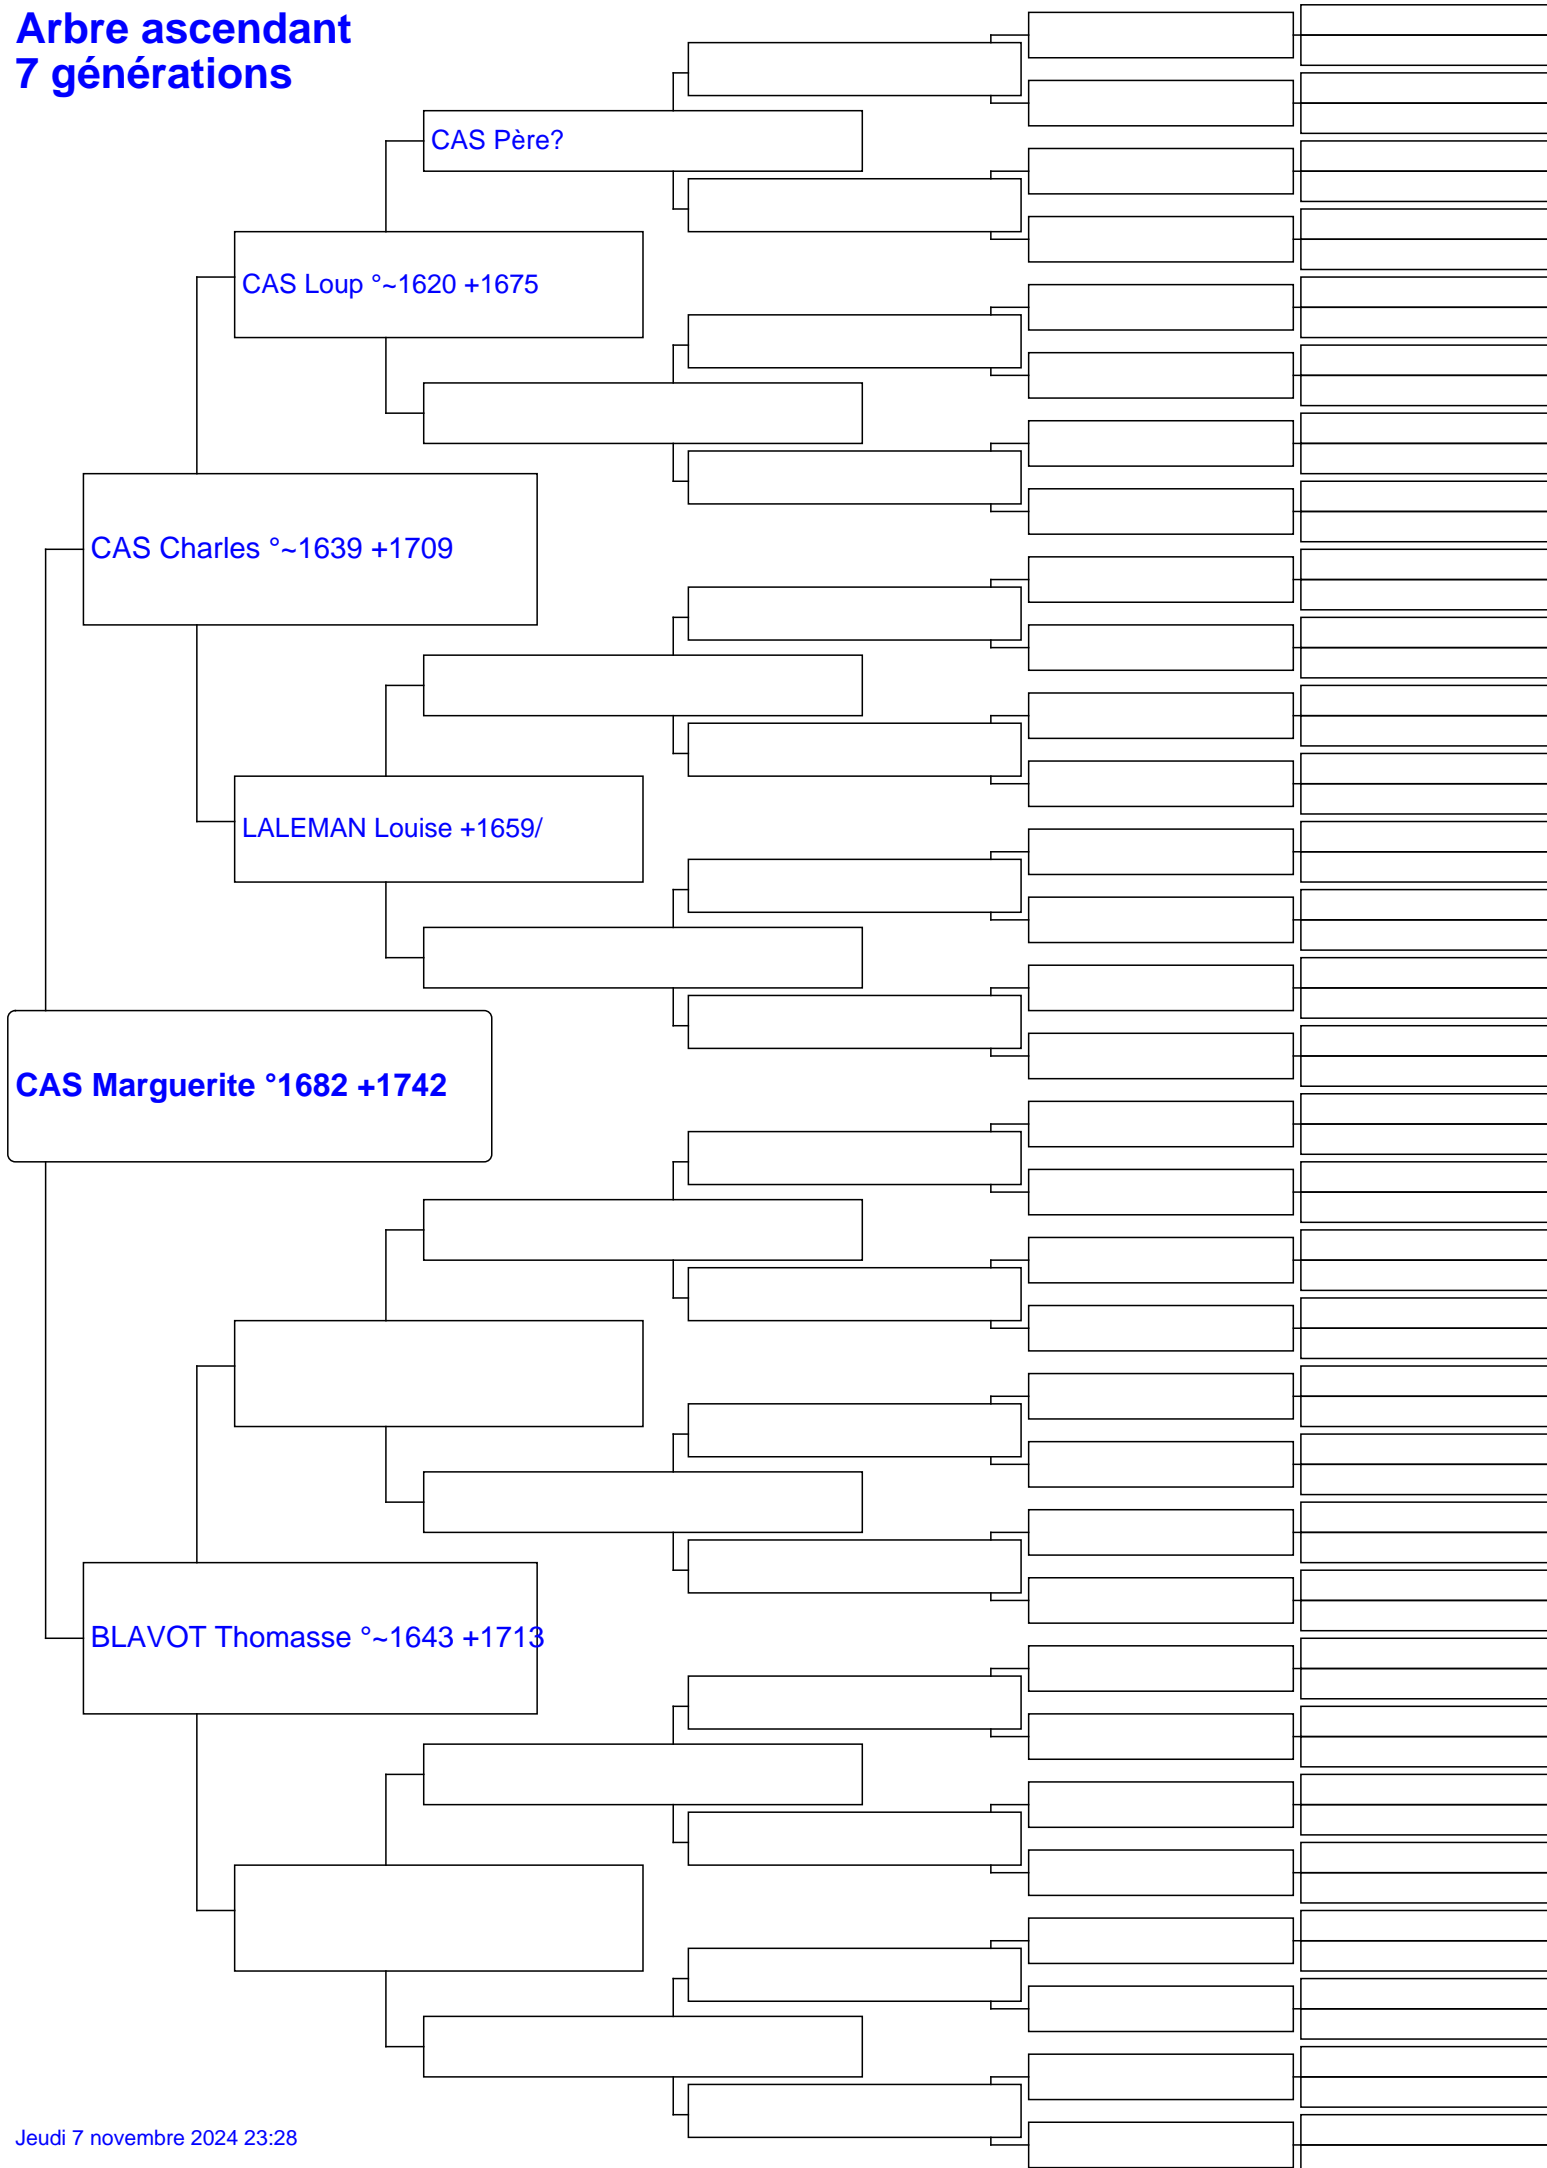 Arbre ascendant
7 générations
CAS Père?
CAS Loup °~1620 +1675
CAS Charles °~1639 +1709
LALEMAN Louise +1659/
CAS Marguerite °1682 +1742
BLAVOT Thomasse °~1643 +1713
Jeudi 7 novembre 2024 23:28